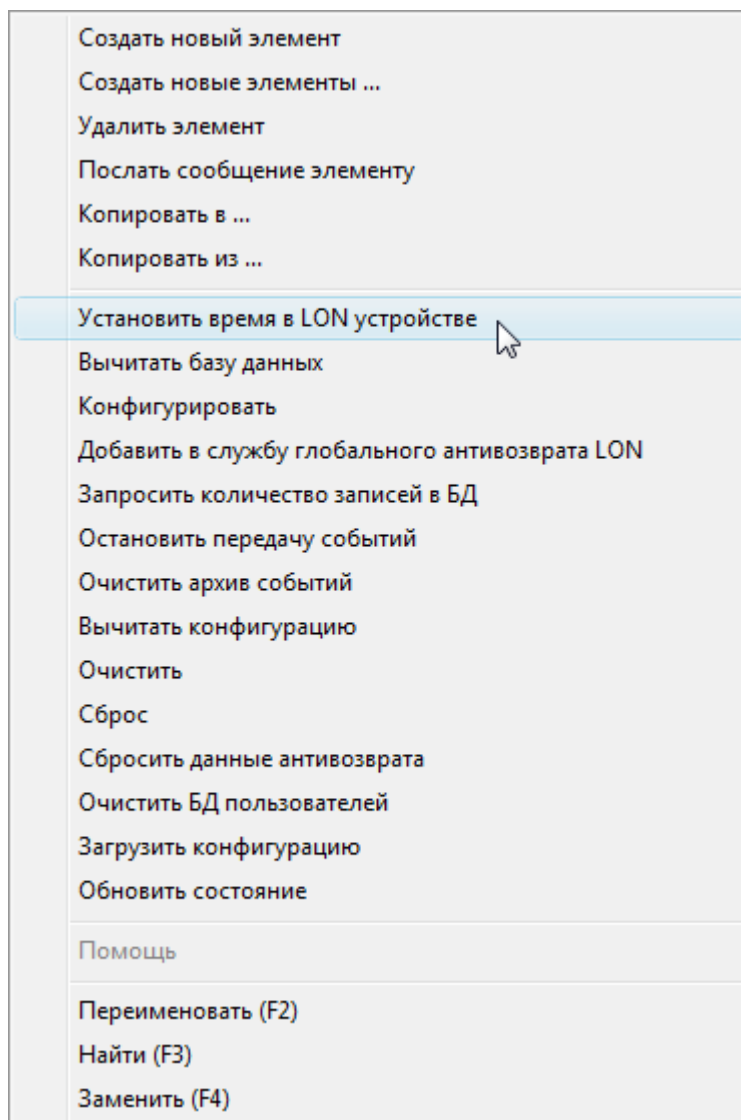 Создать новый элемент
Создать новые элементы ...
Удалить элемент
Послать сообщение элементу
Копировать в ...
Копировать из ...
Установить время в LON устройстве
Вычитать базу данных
Конфигурировать
Добавить в службу глобального антивозврата LON
Запросить количество записей в БД
Остановить передачу событий
Очистить архив событий
Вычитать конфигурацию
Очистить
Сброс
Сбросить данные антивозврата
Очистить БД пользователей
Загрузить конфигурацию
Обновить состояние
Помощь
Переименовать (F2)
Найти (F3)
Заменить (F4)